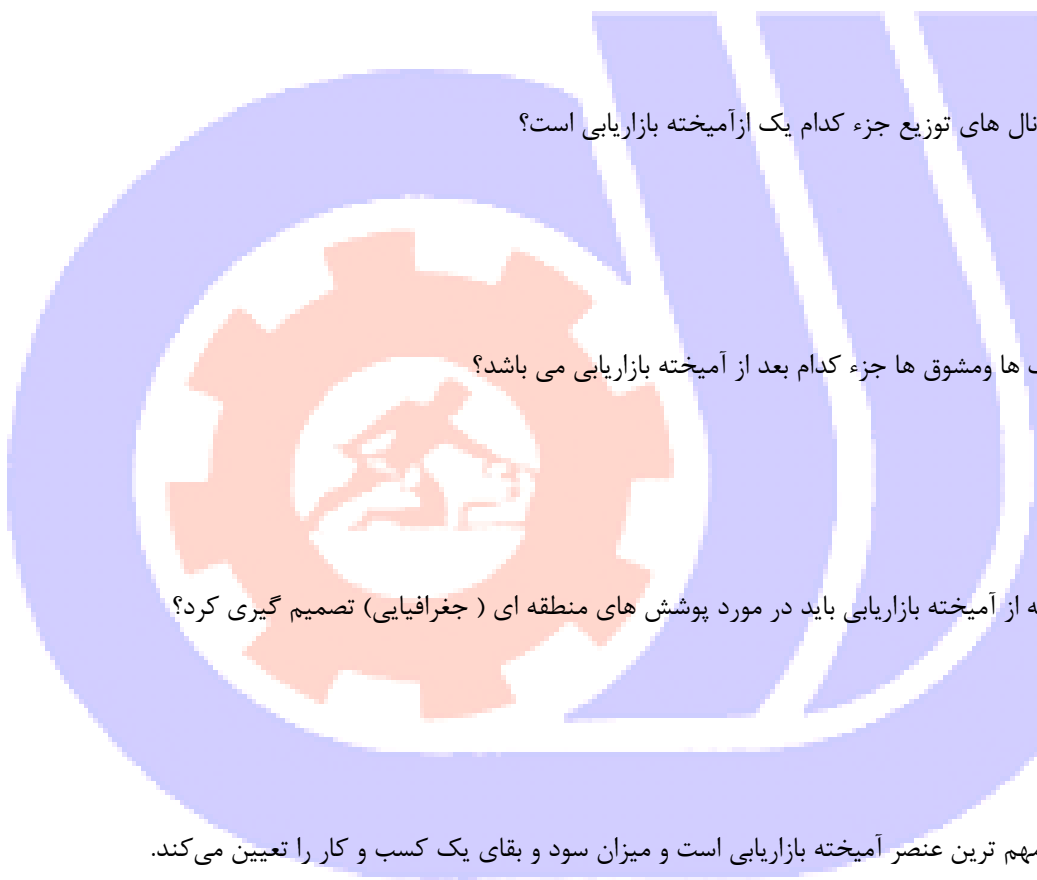 نال های توزیع جزء کدام یک ازآمیخته بازاریابی است؟
ها ومشوق ها جزء کدام بعد از آمیخته بازاریابی می باشد؟
ه از آمیخته بازاریابی باید در مورد پوشش های منطقه ای ( جغرافیایی) تصمیم گیری کرد؟
مهم ترین عنصر آمیخته بازاریابی است و میزان سود و بقای یک کسب و کار را تعیین می‌کند.